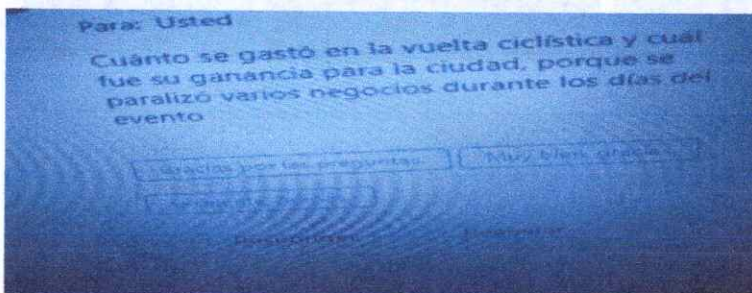 Para: Usted
Cuánto se gastó en la vuelta ciclística y cuál
fue su ganancia para la ciudad, porque se
paralizó varios negocios durante los días del
evento
Gracias por las preguntas. Muy bien, gracias.
Responder